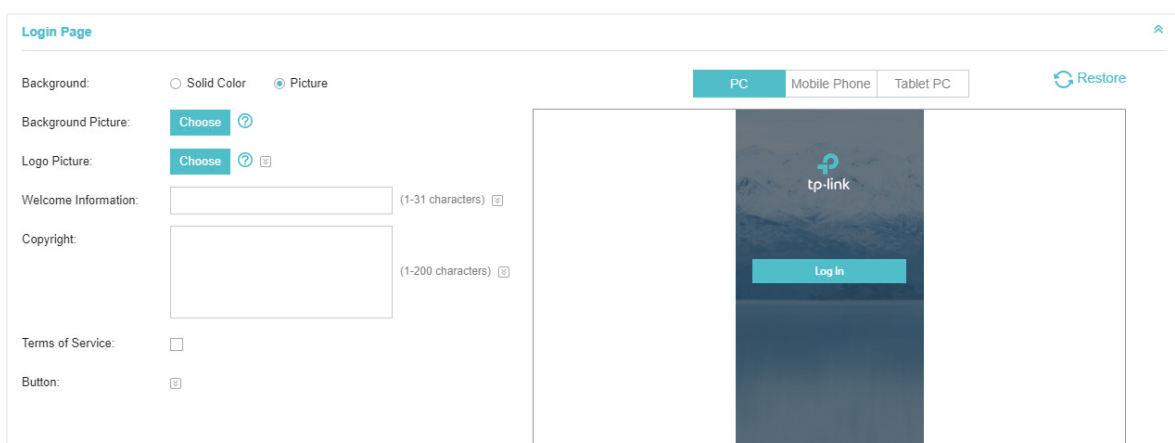 Login Page
Background: Solid Color Picture
PC Mobile Phone Tablet PC Restore
Background Picture: Choose ?
Logo Picture: Choose ?
Welcome Information: (1-31 characters)
Copyright:
(1-200 characters)
Terms of Service:
Button:
tp-link
Log In